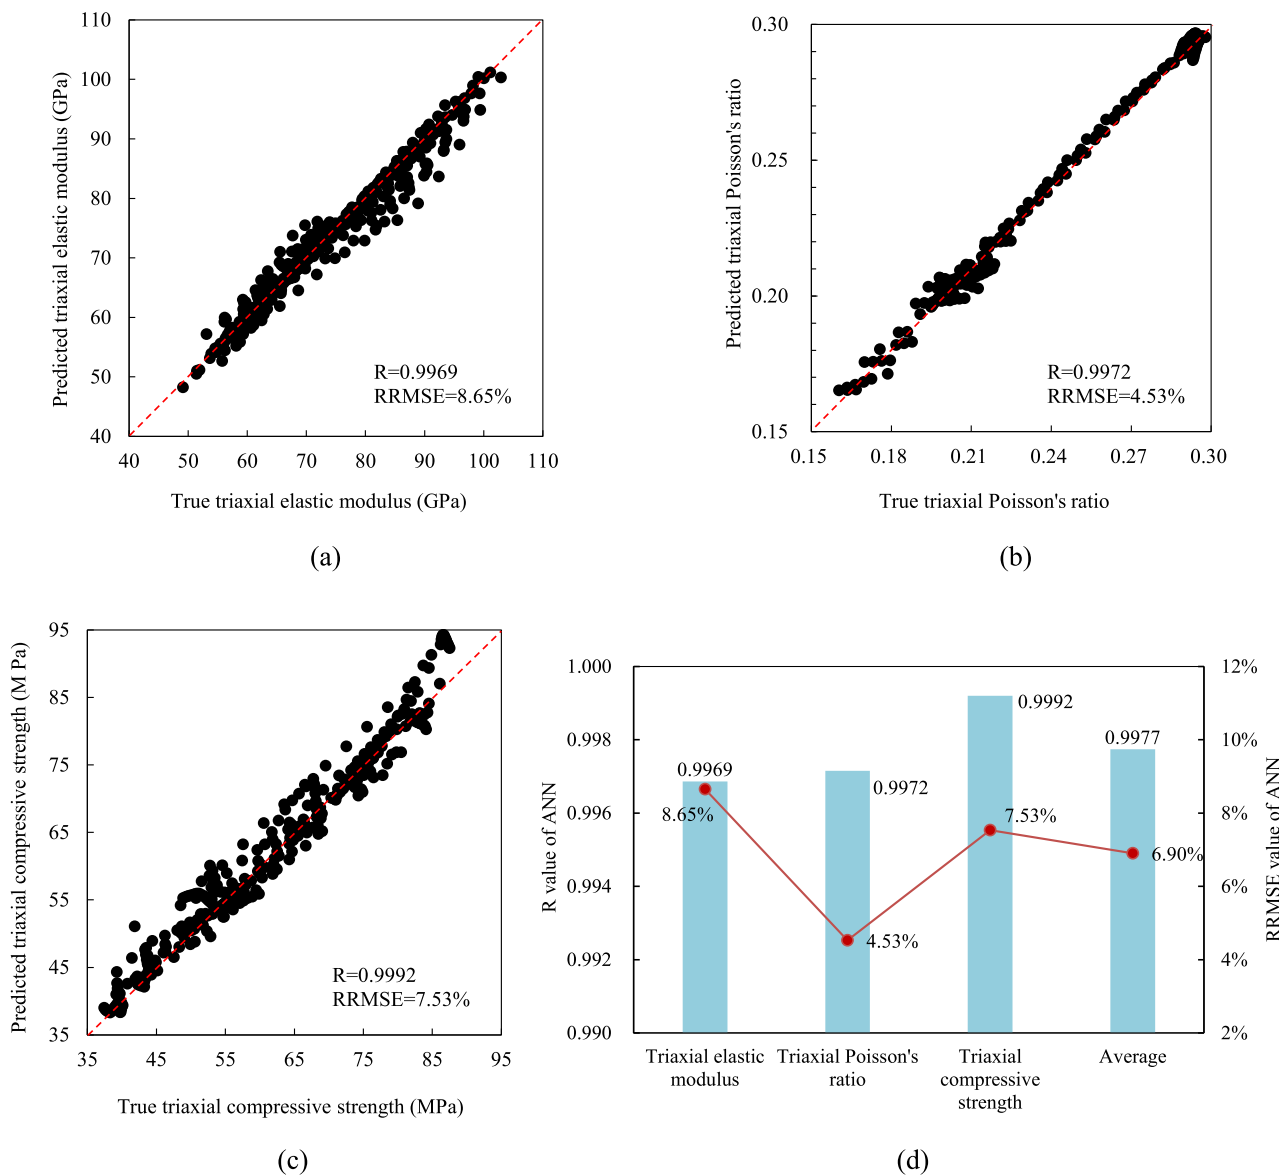 110
100
90
80
70
60
50
40
Predicted triaxial elastic modulus (GPa)
R=0.9969
RRMSE=8.65%
40 50 60 70 80 90 100 110
True triaxial elastic modulus (GPa)
(a)
0.30
0.25
0.20
0.15
Predicted triaxial Poisson's ratio
R=0.9972
RRMSE=4.53%
0.15 0.18 0.21 0.24 0.27 0.30
True triaxial Poisson's ratio
(b)
95
85
75
65
55
45
35
Predicted triaxial compressive strength (M Pa)
R=0.9992
RRMSE=7.53%
35 45 55 65 75 85 95
True triaxial compressive strength (MPa)
(c)
1.000
0.998
0.996
0.994
0.992
0.990
R value of ANN
0.9969
0.9972
0.9992
0.9977
8.65%
4.53%
7.53%
6.90%
12%
10%
8%
6%
4%
2%
RRMSE value of ANN
Triaxial elastic
modulus
Triaxial Poisson's
ratio
Triaxial
compressive
strength
Average
(d)